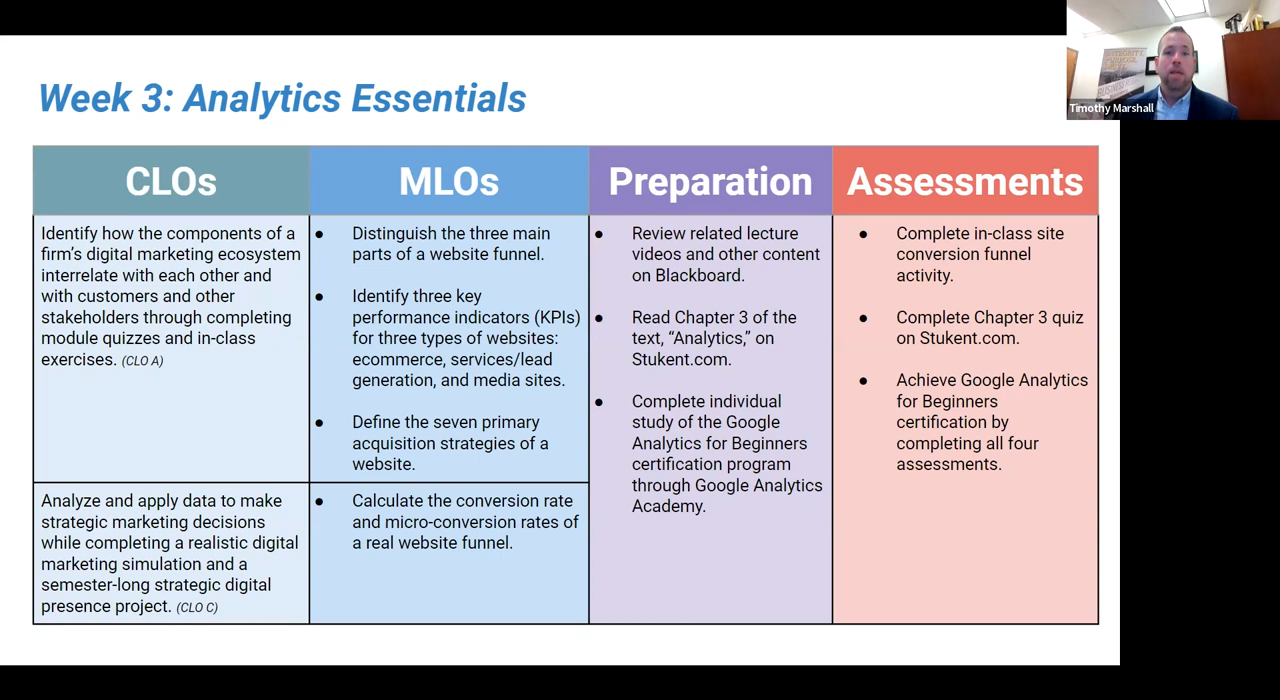 Week 3: Analytics Essentials
Timothy Marshall
CLOs
MLOs
Preparation
Assessments
Identify how the components of a
firm's digital marketing ecosystem
interrelate with each other and
with customers and other
stakeholders through completing
module quizzes and in-class
exercises. (CLO A)
● Distinguish the three main
parts of a website funnel.
● Identify three key
performance indicators (KPIs)
for three types of websites:
ecommerce, services/lead
generation, and media sites.
● Define the seven primary
acquisition strategies of a
website.
● Review related lecture
videos and other content
on Blackboard.
● Read Chapter 3 of the
text, “Analytics,” on
Stukent.com.
● Complete individual
study of the Google
Analytics for Beginners
certification program
through Google Analytics
Academy.
● Complete in-class site
conversion funnel
activity.
● Complete Chapter 3 quiz
on Stukent.com.
● Achieve Google Analytics
for Beginners
certification by
completing all four
assessments.
Analyze and apply data to make
strategic marketing decisions
while completing a realistic digital
marketing simulation and a
semester-long strategic digital
presence project. (CLO C)
● Calculate the conversion rate
and micro-conversion rates of
a real website funnel.